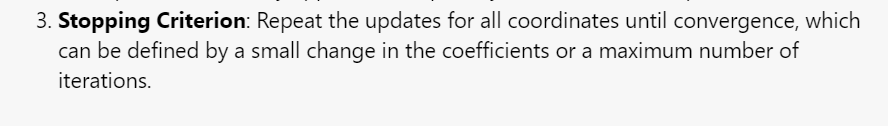 3. Stopping Criterion: Repeat the updates for all coordinates until convergence, which
can be defined by a small change in the coefficients or a maximum number of
iterations.